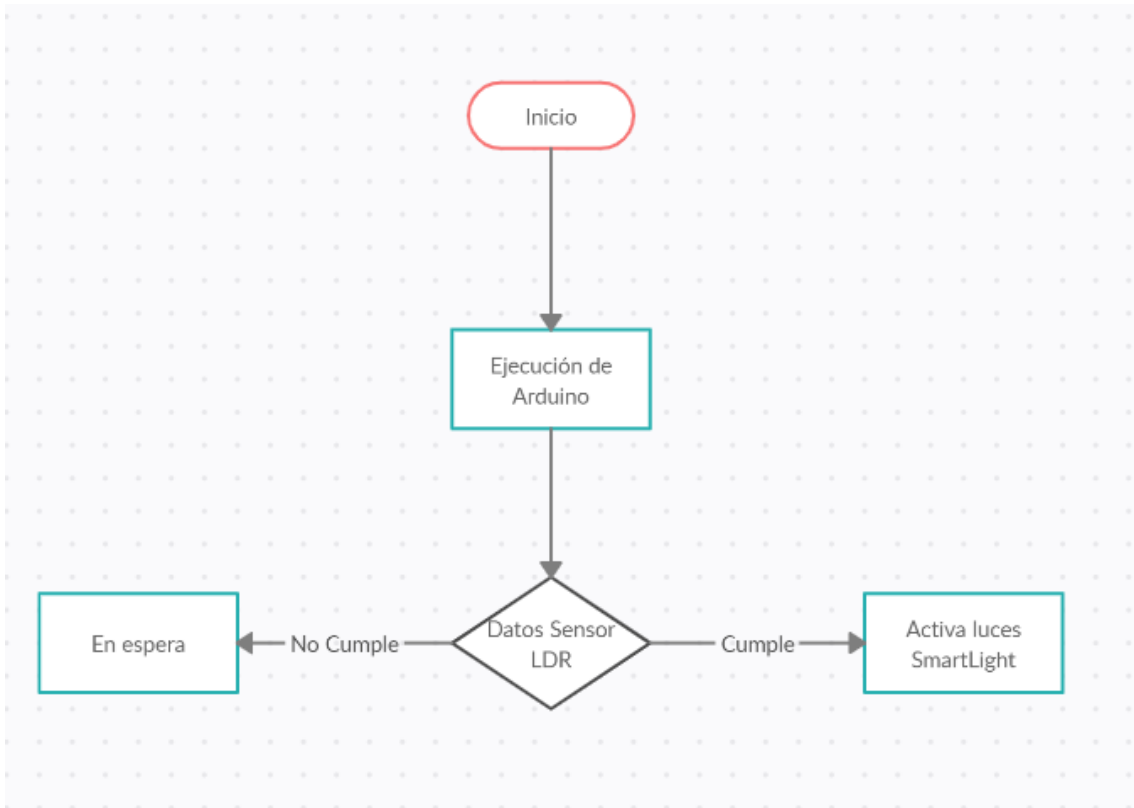 Inicio
Ejecución de
Arduino
En espera
No Cumple
Datos Sensor
LDR
Cumple
Activa luces
SmartLight